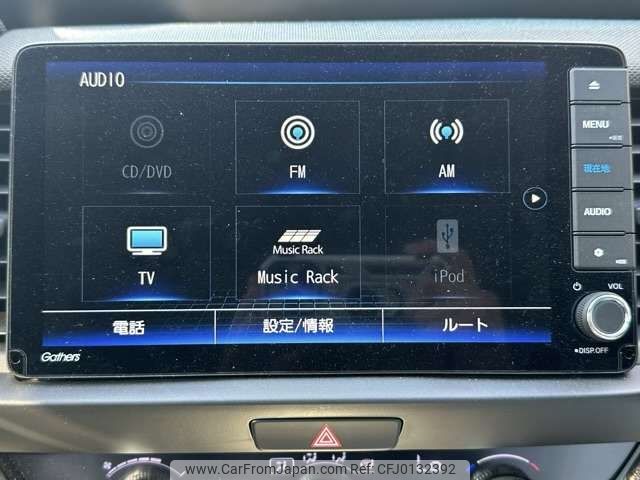 AUDIO
CD/DVD
FM
AM
TV
Music Rack
Music Rack
iPod
電話
設定/情報
ルート
Gathers
MENU
現在地
AUDIO
VOL
DISP.OFF
www.CarFromJapan.com - Ref:CFJ0132392